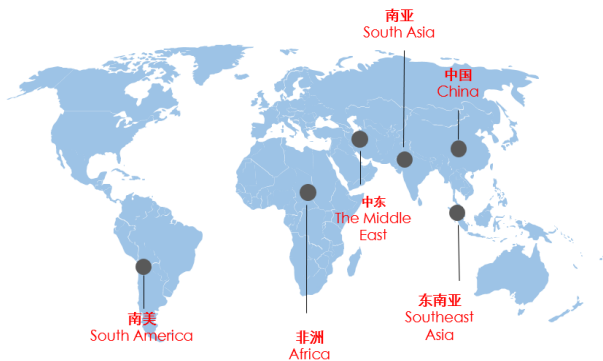 南亚
South Asia
中国
China
中东
The Middle
East
东南亚
Southeast
Asia
南美
South America
非洲
Africa